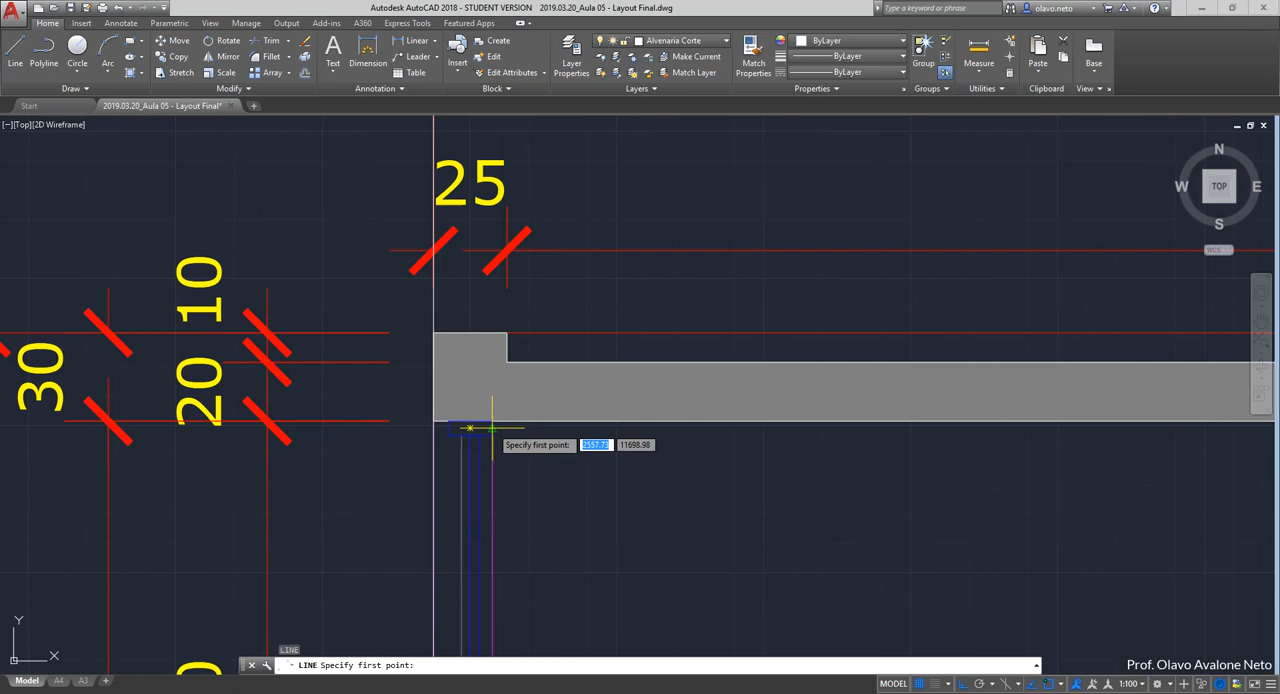 Autodesk AutoCAD 2018 - STUDENT VERSION 2019.03.20_Aula 05 - Layout Final.dwg
Type a keyword or phrase
olavo.neto
Home Insert Annotate Parametric View Manage Output Add-ins A360 Express Tools Featured Apps
Line Polyline Circle Arc
Move Rotate Trim
Copy Mirror Fillet
Stretch Scale Array
Text Dimension
Linear
Leader
Table
Insert
Create
Edit
Edit Attributes
Layer Properties
Alvenaria Corte
Make Current
Match Layer
Match Properties
ByLayer
ByLayer
ByLayer
Group
Measure
Paste
Base
Draw Modify Annotation Block Layers Properties Groups Utilities Clipboard View
Start 2019.03.20_Aula 05 - Layout Final*
[−][Top][2D Wireframe]
N
W TOP E
S
WCS
25
10
20
30
Specify first point: 2557.73 11698.98
Y
X
LINE
LINE Specify first point:
Prof. Olavo Avalone Neto
Model A4 A3
MODEL 1:100